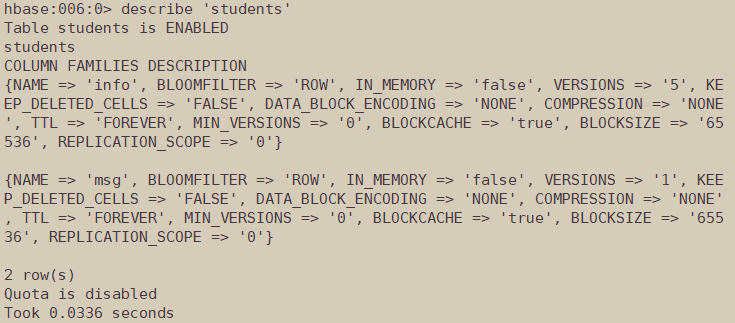 hbase:006:0> describe 'students'
Table students is ENABLED
students
COLUMN FAMILIES DESCRIPTION
{NAME => 'info', BLOOMFILTER => 'ROW', IN_MEMORY => 'false', VERSIONS => '5', KE
EP_DELETED_CELLS => 'FALSE', DATA_BLOCK_ENCODING => 'NONE', COMPRESSION => 'NONE
', TTL => 'FOREVER', MIN_VERSIONS => '0', BLOCKCACHE => 'true', BLOCKSIZE => '65
536', REPLICATION_SCOPE => '0'}

{NAME => 'msg', BLOOMFILTER => 'ROW', IN_MEMORY => 'false', VERSIONS => '1', KEE
P_DELETED_CELLS => 'FALSE', DATA_BLOCK_ENCODING => 'NONE', COMPRESSION => 'NONE'
, TTL => 'FOREVER', MIN_VERSIONS => '0', BLOCKCACHE => 'true', BLOCKSIZE => '655
36', REPLICATION_SCOPE => '0'}

2 row(s)
Quota is disabled
Took 0.0336 seconds